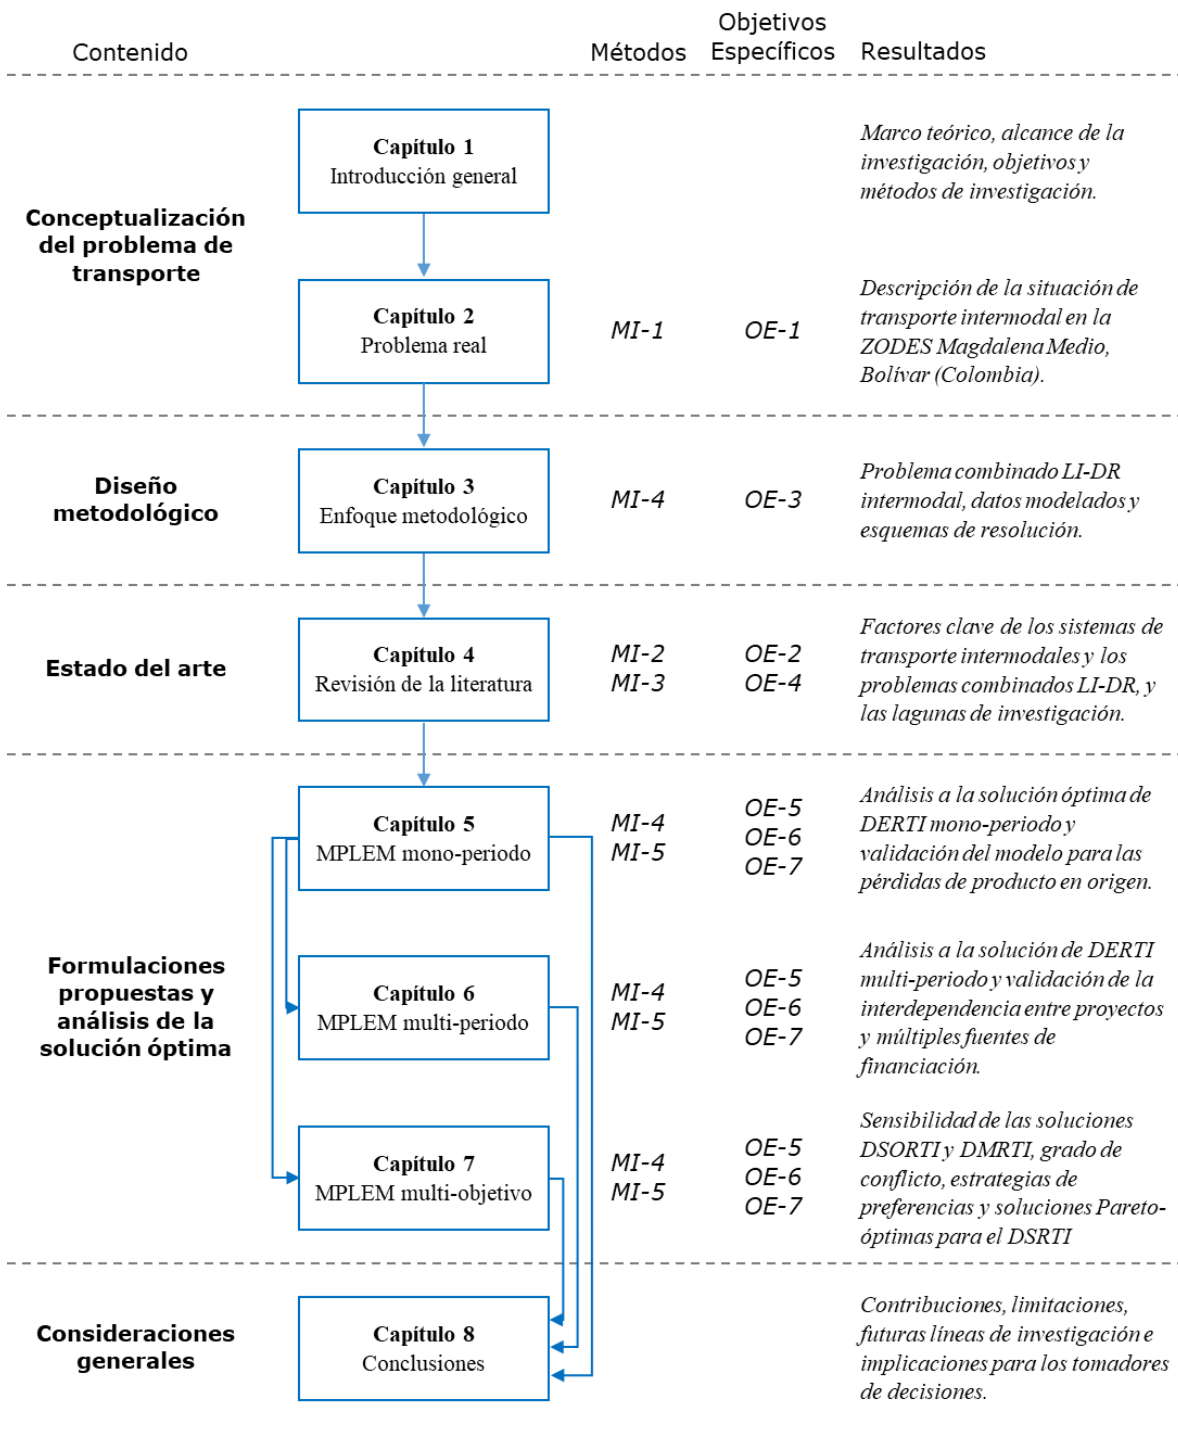 Contenido
Métodos
Objetivos
Específicos
Resultados
Conceptualización
del problema de
transporte
Capítulo 1
Introducción general
Marco teórico, alcance de la
investigación, objetivos y
métodos de investigación.
Capítulo 2
Problema real
MI-1
OE-1
Descripción de la situación de
transporte intermodal en la
ZODES Magdalena Medio,
Bolívar (Colombia).
Diseño
metodológico
Capítulo 3
Enfoque metodológico
MI-4
OE-3
Problema combinado LI-DR
intermodal, datos modelados y
esquemas de resolución.
Estado del arte
Capítulo 4
Revisión de la literatura
MI-2
MI-3
OE-2
OE-4
Factores clave de los sistemas de
transporte intermodales y los
problemas combinados LI-DR, y
las lagunas de investigación.
Formulaciones
propuestas y
análisis de la
solución óptima
Capítulo 5
MPLEM mono-periodo
MI-4
MI-5
OE-5
OE-6
OE-7
Análisis a la solución óptima de
DERTI mono-periodo y
validación del modelo para las
pérdidas de producto en origen.
Capítulo 6
MPLEM multi-periodo
MI-4
MI-5
OE-5
OE-6
OE-7
Análisis a la solución de DERTI
multi-periodo y validación de la
interdependencia entre proyectos
y múltiples fuentes de
financiación.
Capítulo 7
MPLEM multi-objetivo
MI-4
MI-5
OE-5
OE-6
OE-7
Sensibilidad de las soluciones
DSORTI y DMRTI, grado de
conflicto, estrategias de
preferencias y soluciones Pareto-
óptimas para el DSRTI
Consideraciones
generales
Capítulo 8
Conclusiones
Contribuciones, limitaciones,
futuras líneas de investigación e
implicaciones para los tomadores
de decisiones.